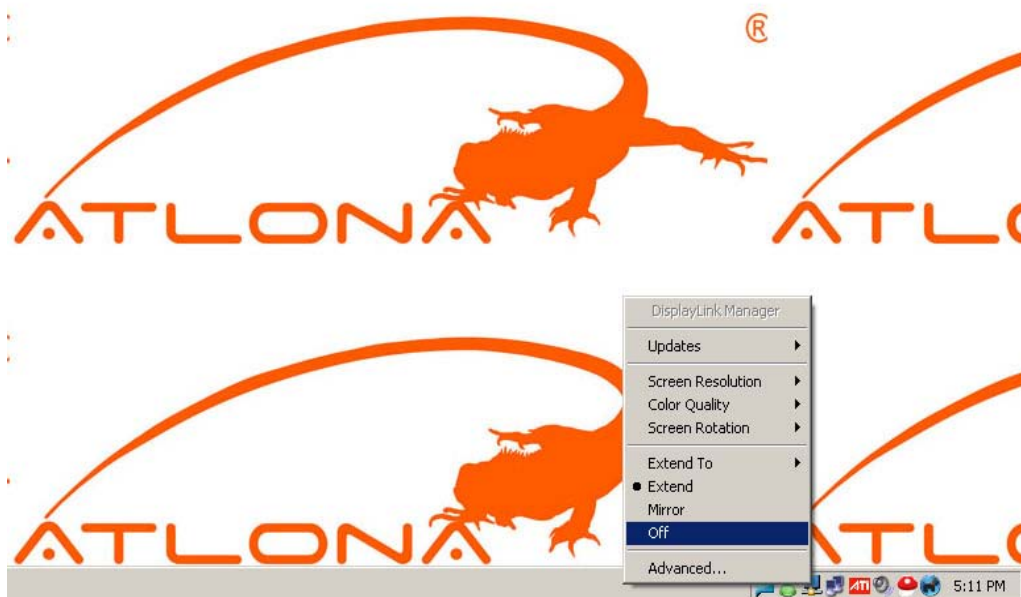 ®
ATLONA
ATL
DisplayLink Manager
Updates
Screen Resolution
Color Quality
Screen Rotation
Extend To
Extend
Mirror
Off
Advanced...
ATLONA
TL
ATI
5:11 PM